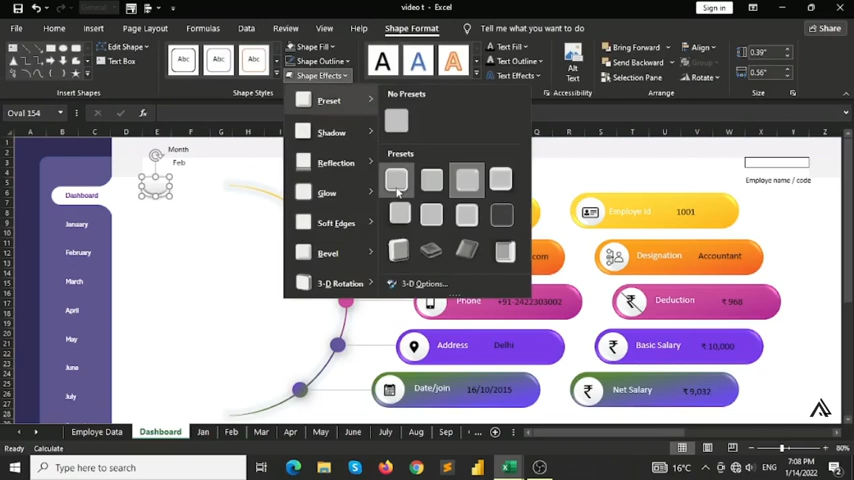 video t - Excel
Sign in
File Home Insert Page Layout Formulas Data Review View Help Shape Format Tell me what you want to do Share
Edit Shape
Text Box
Insert Shapes
Abc Abc Abc
Shape Fill
Shape Outline
Shape Effects
Shape Styles
A A A
Text Fill
Text Outline
Text Effects
Alt
Text
Accessibility
Bring Forward
Send Backward
Selection Pane
Align
Group
Rotate
Arrange
0.39"
0.56"
Size
Oval 154
fx
Month
Feb
Dashboard
January
February
March
April
May
June
July
Preset
Shadow
Reflection
Glow
Soft Edges
Bevel
3-D Rotation
No Presets
Presets
3-D Options...
Employe name / code
Employe Id 1001
Designation Accountant
Phone +91-2422303002
Deduction ₹ 968
Address Delhi
Basic Salary ₹ 10,000
Date/join 16/10/2015
Net Salary ₹ 9,032
Employe Data Dashboard Jan Feb Mar Apr May June July Aug Sep ...
Ready Calculate
80%
Type here to search
16°C
ENG
7:08 PM
1/14/2022